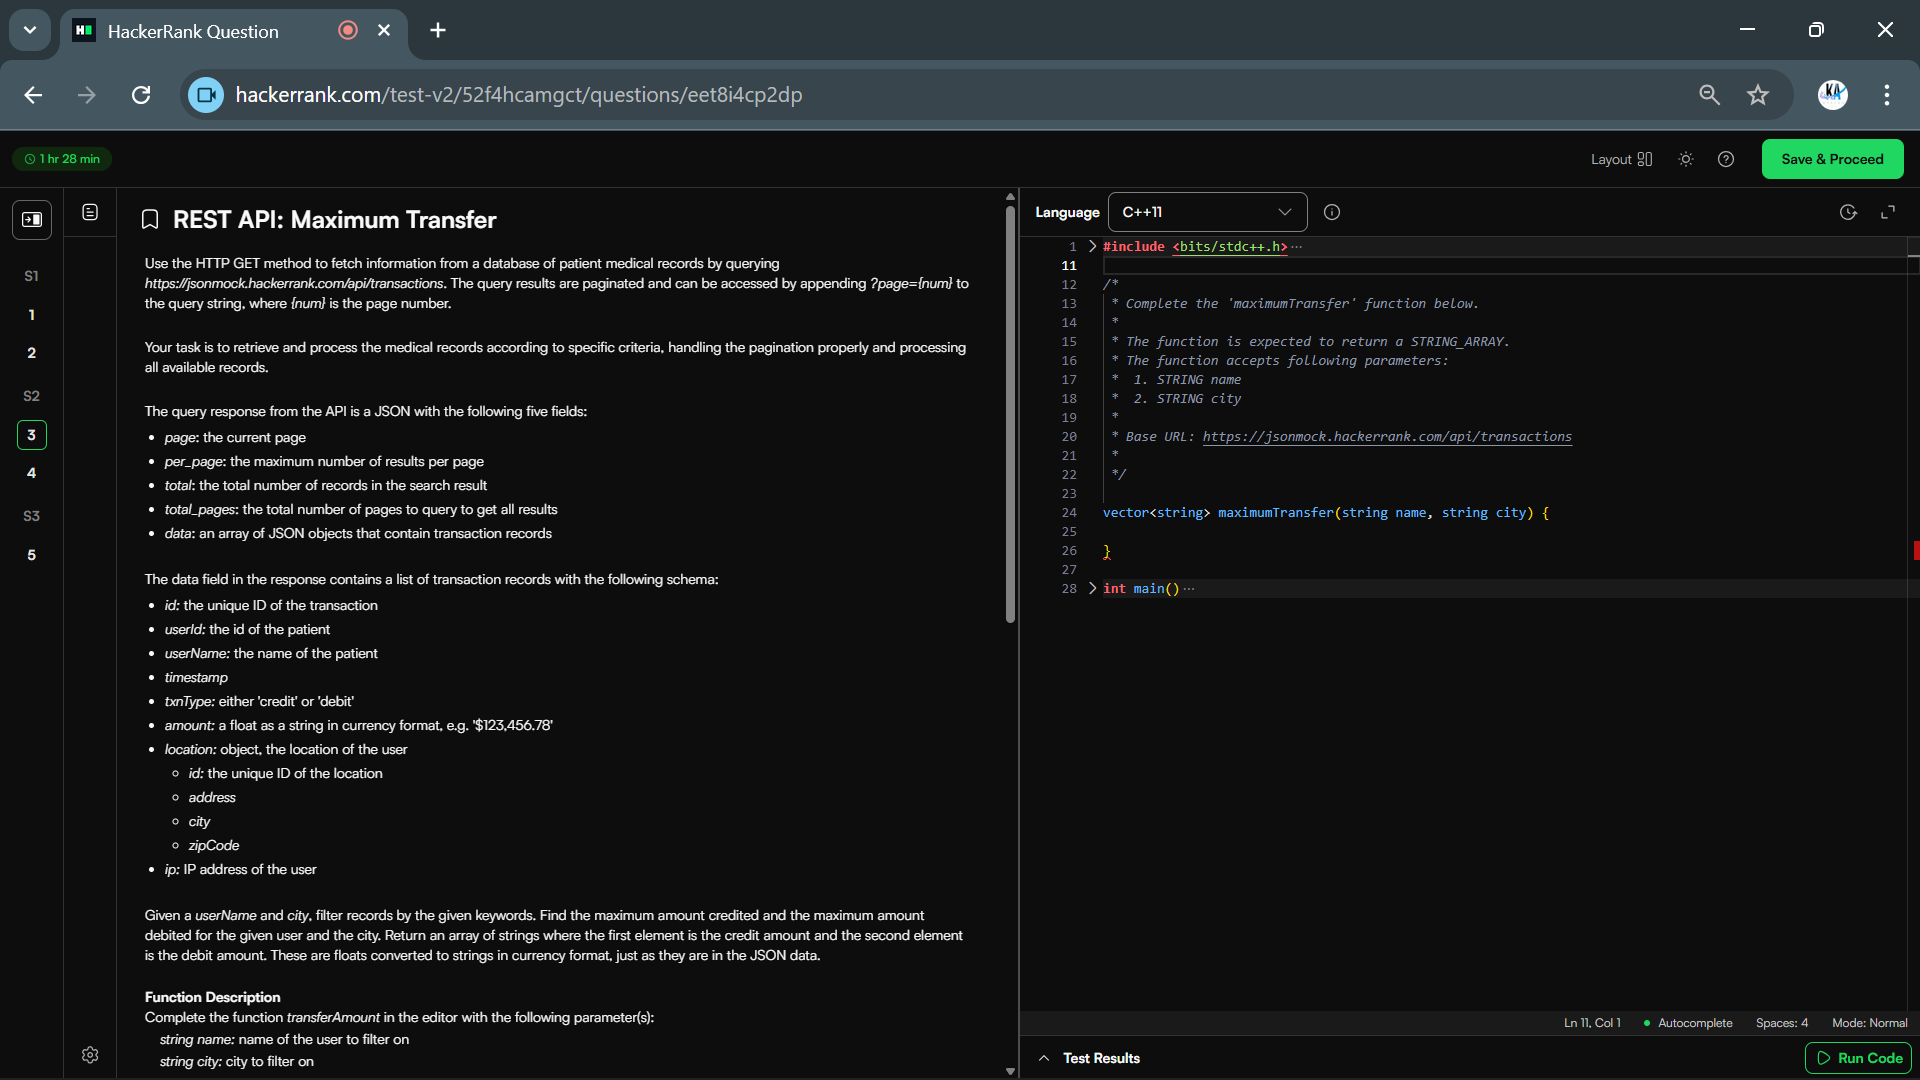 HackerRank Question
hackerrank.com/test-v2/52f4hcamgct/questions/eet8i4cp2dp
KA
1 hr 28 min
Layout
Save & Proceed
S1
1
2
S2
3
4
S3
5
REST API: Maximum Transfer
Use the HTTP GET method to fetch information from a database of patient medical records by querying
https://jsonmock.hackerrank.com/api/transactions. The query results are paginated and can be accessed by appending ?page={num} to
the query string, where {num} is the page number.
Your task is to retrieve and process the medical records according to specific criteria, handling the pagination properly and processing
all available records.
The query response from the API is a JSON with the following five fields:
• page: the current page
• per_page: the maximum number of results per page
• total: the total number of records in the search result
• total_pages: the total number of pages to query to get all results
• data: an array of JSON objects that contain transaction records
The data field in the response contains a list of transaction records with the following schema:
• id: the unique ID of the transaction
• userId: the id of the patient
• userName: the name of the patient
• timestamp
• txnType: either 'credit' or 'debit'
• amount: a float as a string in currency format, e.g. '$123,456.78'
• location: object, the location of the user
◦ id: the unique ID of the location
◦ address
◦ city
◦ zipCode
• ip: IP address of the user
Given a userName and city, filter records by the given keywords. Find the maximum amount credited and the maximum amount
debited for the given user and the city. Return an array of strings where the first element is the credit amount and the second element
is the debit amount. These are floats converted to strings in currency format, just as they are in the JSON data.
Function Description
Complete the function transferAmount in the editor with the following parameter(s):
string name: name of the user to filter on
string city: city to filter on
Language
C++11
1 #include <bits/stdc++.h>···
11
12 /*
13 * Complete the 'maximumTransfer' function below.
14 *
15 * The function is expected to return a STRING_ARRAY.
16 * The function accepts following parameters:
17 * 1. STRING name
18 * 2. STRING city
19 *
20 * Base URL: https://jsonmock.hackerrank.com/api/transactions
21 *
22 */
23
24 vector<string> maximumTransfer(string name, string city) {
25
26 }
27
28 int main()···
Ln 11, Col 1
Autocomplete
Spaces: 4
Mode: Normal
Test Results
Run Code